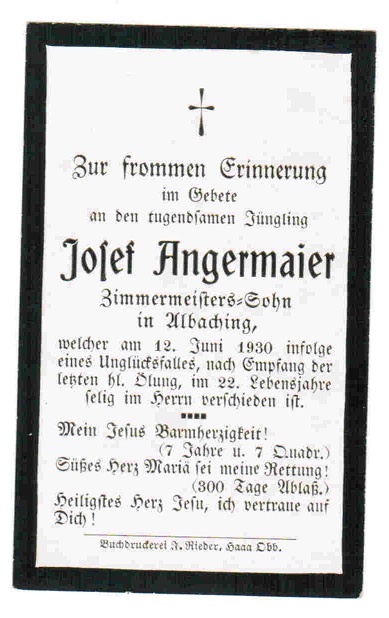 Zur frommen Erinnerung
im Gebete
an den tugendsamen Jüngling
Josef Angermaier
Zimmermeisters-Sohn
in Albaching,
welcher am 12. Juni 1930 infolge
eines Unglücksfalles, nach Empfang der
letzten hl. Ölung, im 22. Lebensjahre
selig im Herrn verschieden ist.
Mein Jesus Barmherzigkeit!
(7 Jahre u. 7 Quadr.)
Süßes Herz Mariä sei meine Rettung!
(300 Tage Ablaß.)
Heiligstes Herz Jesu, ich vertraue auf
Dich!
Buchdruckerei J. Rieder, Haag Obb.